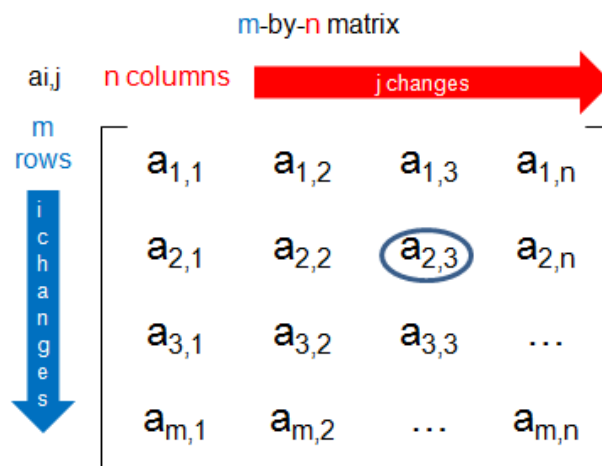 m-by-n matrix
ai,j n columns j changes
m
rows
i changes
a1,1 a1,2 a1,3 a1,n
a2,1 a2,2 a2,3 a2,n
a3,1 a3,2 a3,3 ...
am,1 am,2 ... am,n